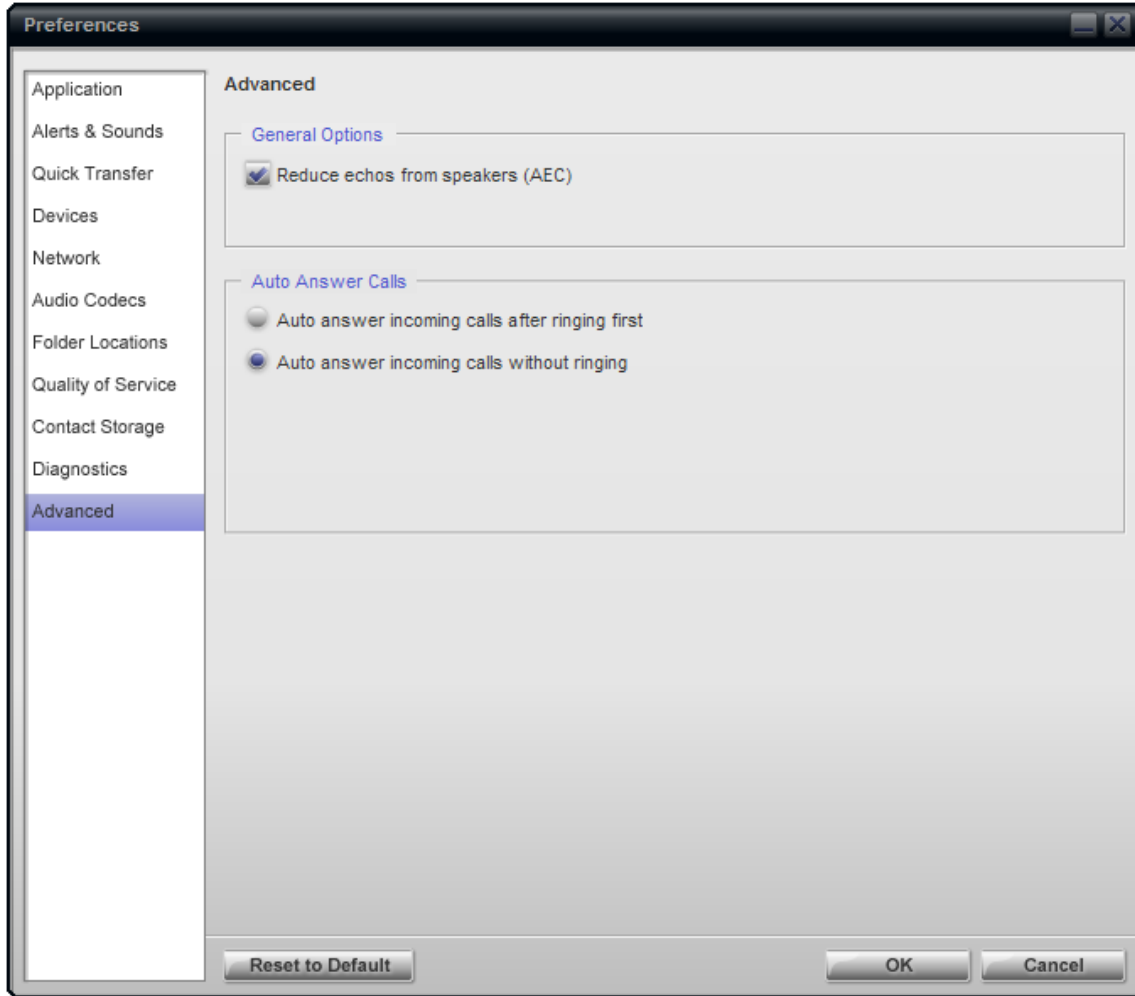 Preferences
Application
Alerts & Sounds
Quick Transfer
Devices
Network
Audio Codecs
Folder Locations
Quality of Service
Contact Storage
Diagnostics
Advanced
Advanced
General Options
Reduce echos from speakers (AEC)
Auto Answer Calls
Auto answer incoming calls after ringing first
Auto answer incoming calls without ringing
Reset to Default
OK
Cancel